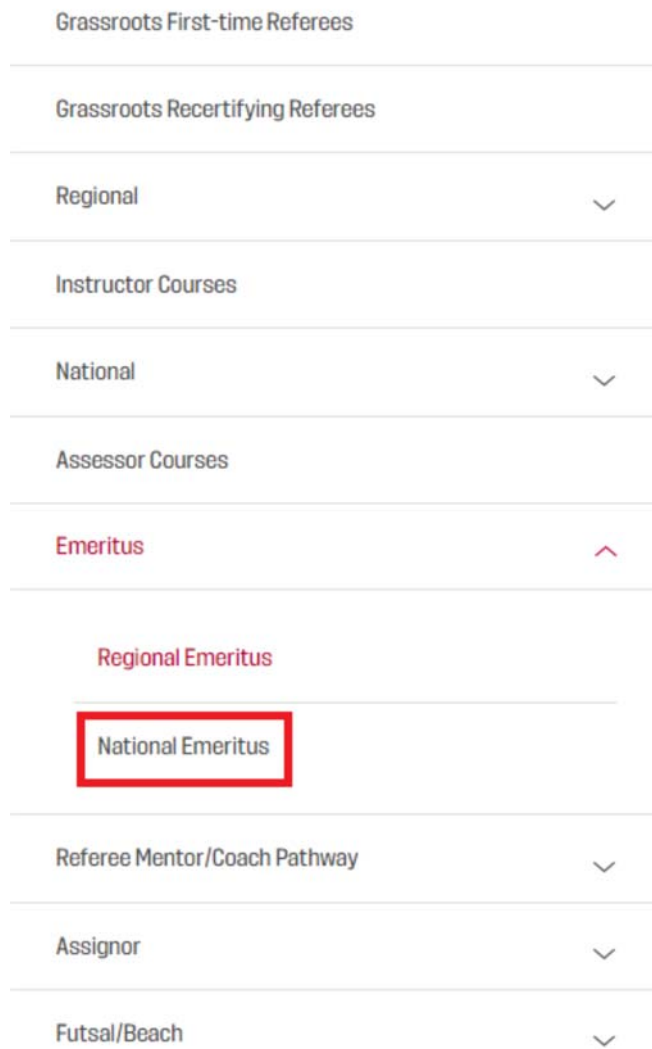 Grassroots First-time Referees
Grassroots Recertifying Referees
Regional
Instructor Courses
National
Assessor Courses
Emeritus
Regional Emeritus
National Emeritus
Referee Mentor/Coach Pathway
Assignor
Futsal/Beach